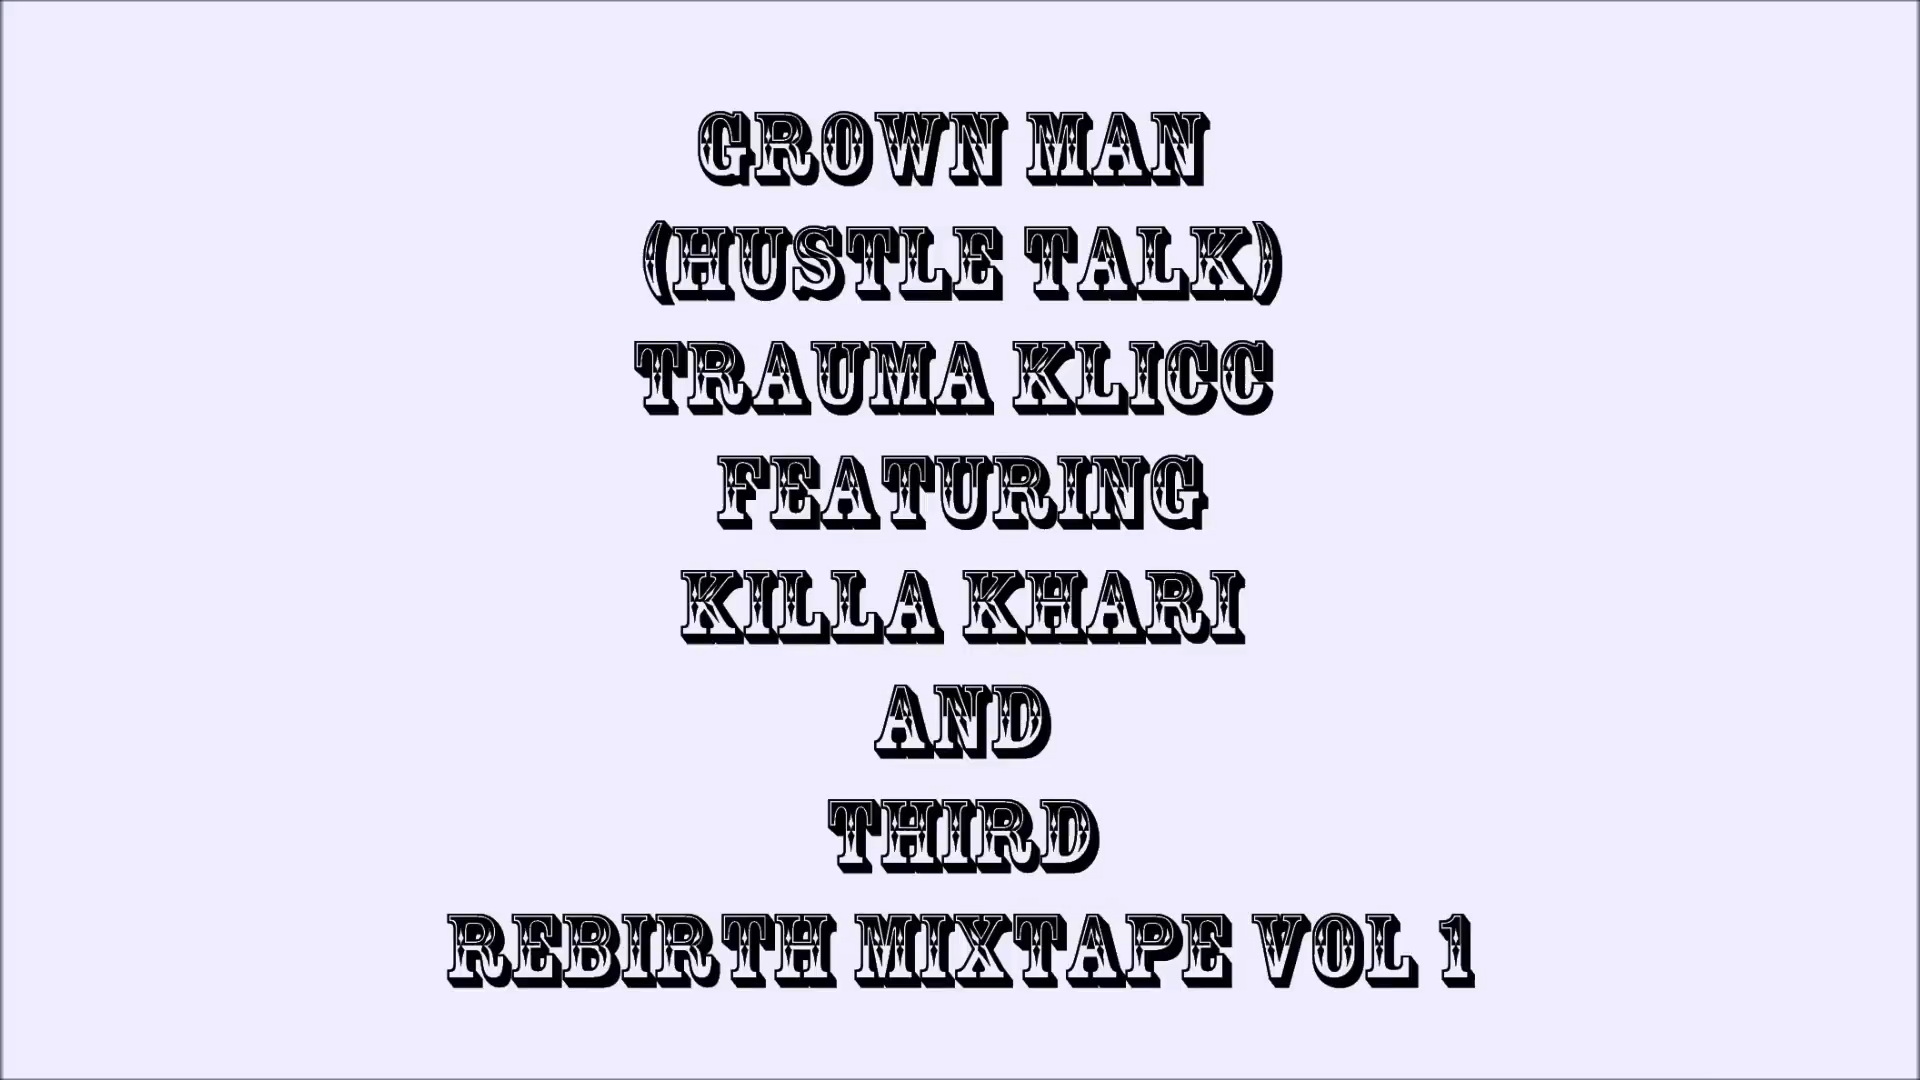 GROWN MAN
(HUSTLE TALK)
TRAUMA KLICC
FEATURING
KILLA KHARI
AND
THIRD
REBIRTH MIXTAPE VOL 1